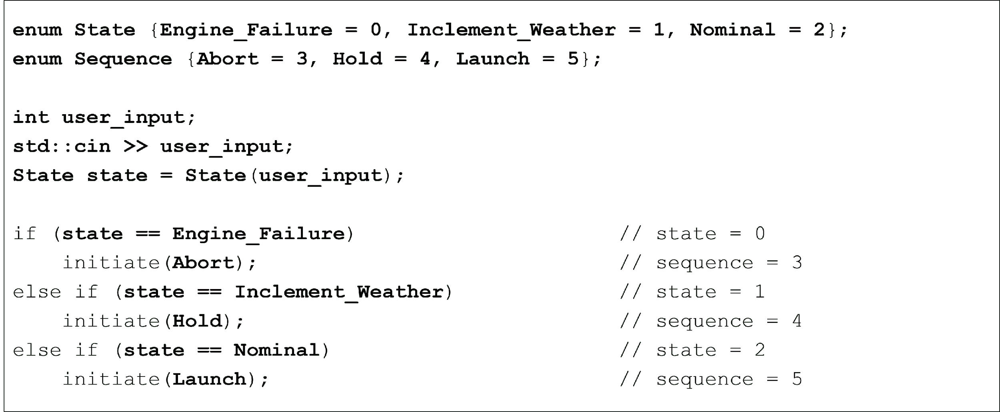 enum State {Engine_Failure = 0, Inclement_Weather = 1, Nominal = 2};
enum Sequence {Abort = 3, Hold = 4, Launch = 5};
int user_input;
std::cin >> user_input;
State state = State(user_input);
if (state == Engine_Failure) // state = 0
initiate(Abort); // sequence = 3
else if (state == Inclement_Weather) // state = 1
initiate(Hold); // sequence = 4
else if (state == Nominal) // state = 2
initiate(Launch); // sequence = 5